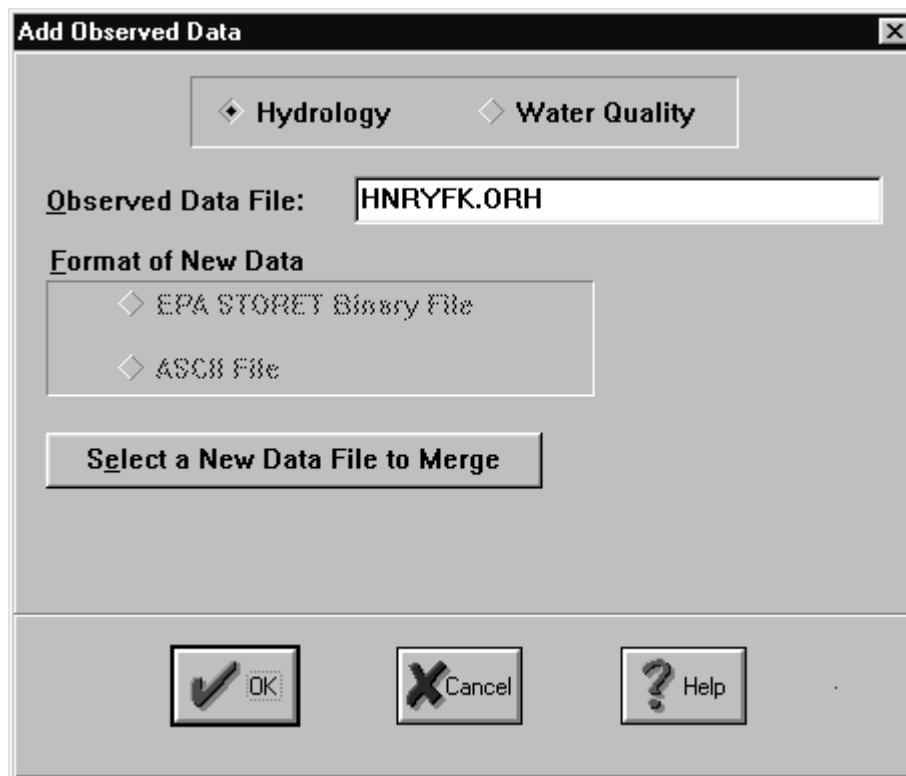 Add Observed Data
Hydrology Water Quality
Observed Data File: HNRYFK.ORH
Format of New Data
EPA STORET Binary File
ASCII File
Select a New Data File to Merge
OK Cancel Help